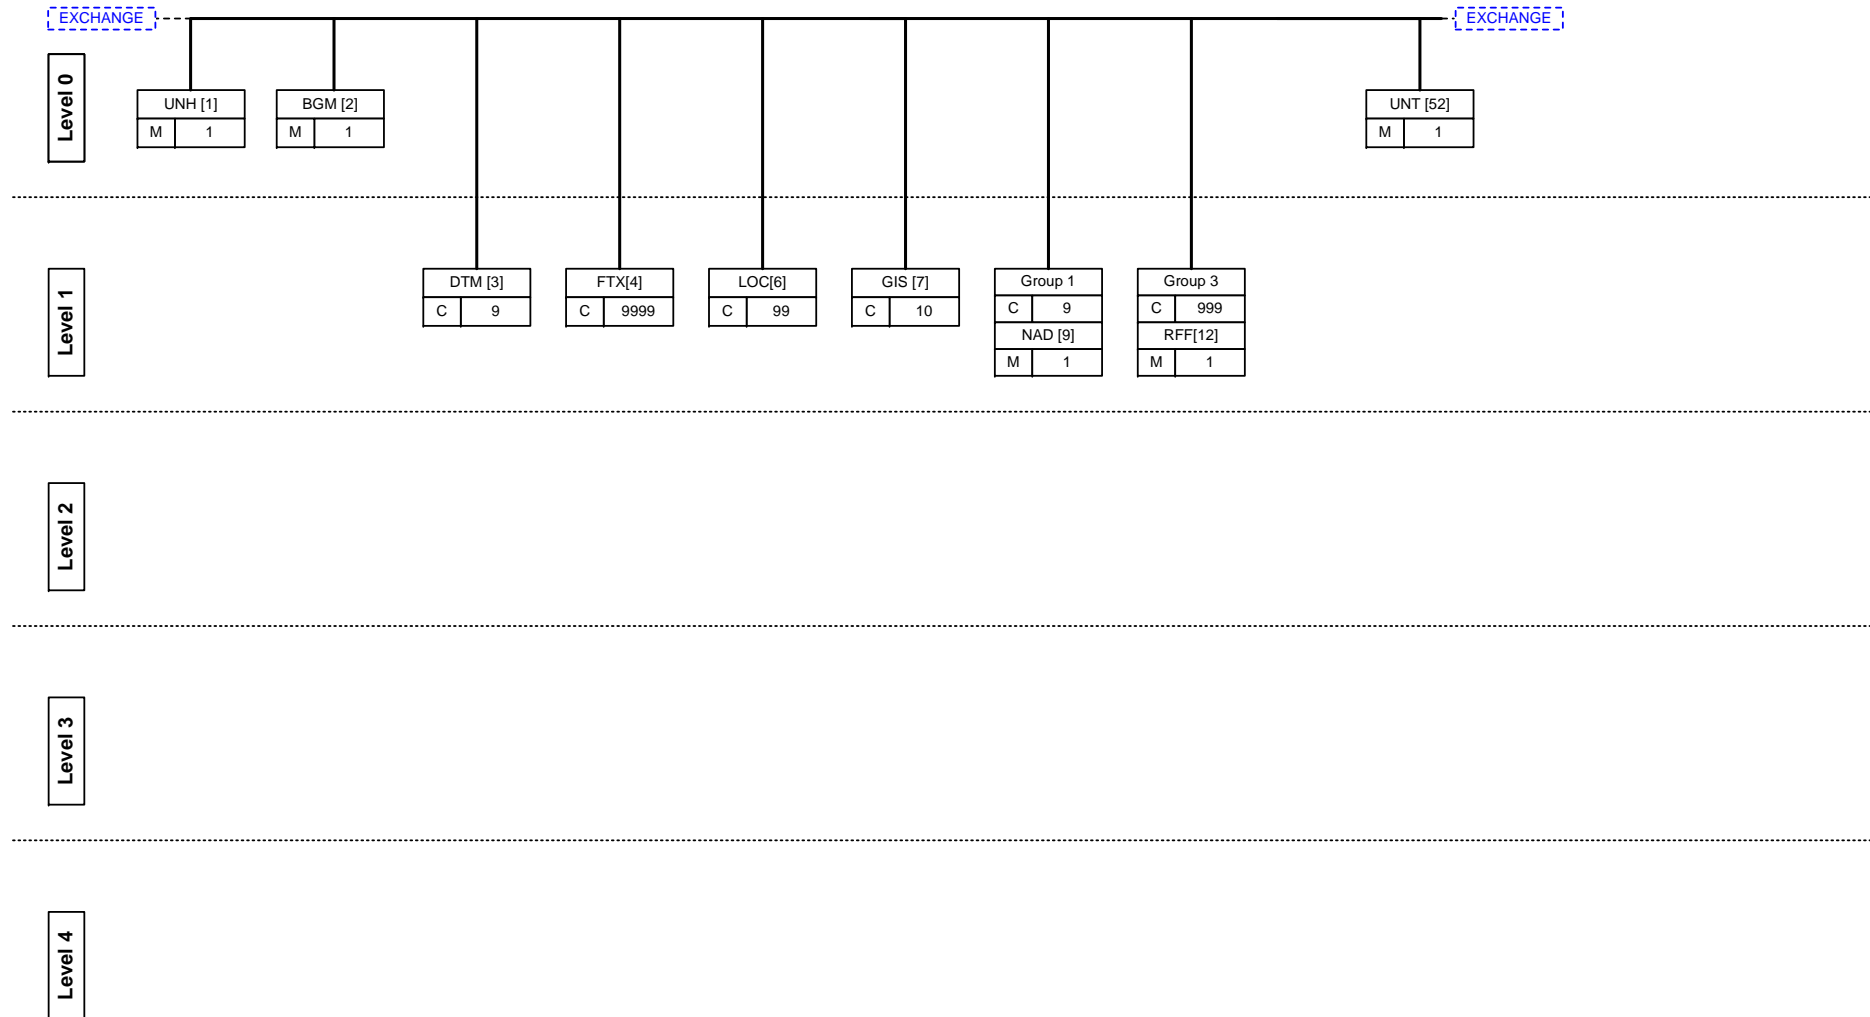 EXCHANGE
EXCHANGE
Level 0
UNH [1]
M 1
BGM [2]
M 1
UNT [52]
M 1
Level 1
DTM [3]
C 9
FTX[4]
C 9999
LOC[6]
C 99
GIS [7]
C 10
Group 1
C 9
NAD [9]
M 1
Group 3
C 999
RFF[12]
M 1
Level 2
Level 3
Level 4